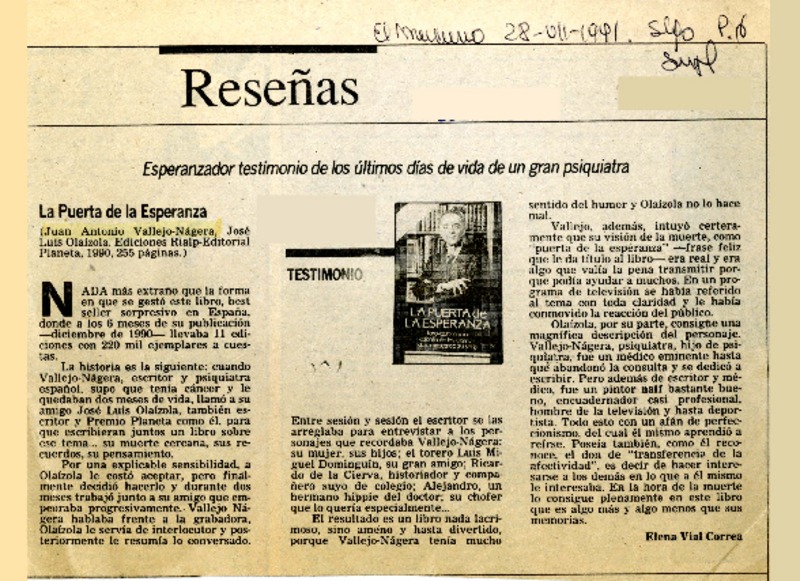 El Mercurio 28-VII-1991. Stgo P. 6
Supl
Reseñas
Esperanzador testimonio de los últimos días de vida de un gran psiquiatra
La Puerta de la Esperanza
(Juan Antonio Vallejo-Nágera, José
Luis Olaizola. Ediciones Rialp-Editorial
Planeta, 1990, 255 páginas.)
NADA más extrano que la forma
en que se gestó este libro, best
seller sorpresivo en España,
donde a los 6 meses de su publicación
—diciembre de 1990— llevaba 11 edi-
ciones con 220 mil ejemplares a cues-
tas.
La historia es la siguiente: cuando
Vallejo-Nágera, escritor y psiquiatra
español, supo que tenía cáncer y le
quedaban dos meses de vida, llamó a su
amigo José Luis Olaizola, también es-
critor y Premio Planeta como él, para
que escribieran juntos un libro sobre
ese tema... su muerte cercana, sus re-
cuerdos, su pensamiento.
Por una explicable sensibilidad, a
Olaizola le costó aceptar, pero final-
mente decidió hacerlo y durante dos
meses trabajó junto a su amigo que em-
peoraba progresivamente. Vallejo Ná-
gera hablaba frente a la grabadora,
Olaizola le servía de interlocutor y pos-
teriormente le resumía lo conversado.
TESTIMONIO
LA PUERTA de
LA ESPERANZA
Entre sesión y sesión el escritor se las
arreglaba para entrevistar a los per-
sonajes que recordaba Vallejo-Nágera:
su mujer, sus hijos; el torero Luis Mi-
guel Dominguín, su gran amigo; Ricar-
do de la Cierva, historiador y compa-
ñero suyo de colegio; Alejandro, un
hermano hippie del doctor; su chofer
que lo quería especialmente...
El resultado es un libro nada lacri-
moso, sino ameno y hasta divertido,
porque Vallejo-Nágera tenía mucho
sentido del humor y Olaizola no lo hace
mal.
Vallejo, además, intuyó certera-
mente que su visión de la muerte, como
"puerta de la esperanza" —frase feliz
que le da título al libro— era real y era
algo que valía la pena transmitir por-
que podía ayudar a muchos. En un pro-
grama de televisión se había referido
al tema con toda claridad y le había
conmovido la reacción del público.
Olaizola, por su parte, consigue una
magnífica descripción del personaje.
Vallejo-Nágera, psiquiatra, hijo de psi-
quiatra, fue un médico eminente hasta
que abandonó la consulta y se dedicó a
escribir. Pero además de escritor y mé-
dico, fue un pintor naif bastante bue-
no, encuadernador casi profesional,
hombre de la televisión y hasta depor-
tista. Todo esto con un afán de perfec-
cionismo, del cual él mismo aprendió a
reírse. Poseía también, como él reco-
noce, el don de "transferencia de la
afectividad", es decir de hacer intere-
sarse a los demás en lo que a él mismo
le interesaba. En la hora de la muerte
lo consigue plenamente en este libro
que es algo más y algo menos que sus
memorias.
Elena Vial Correa